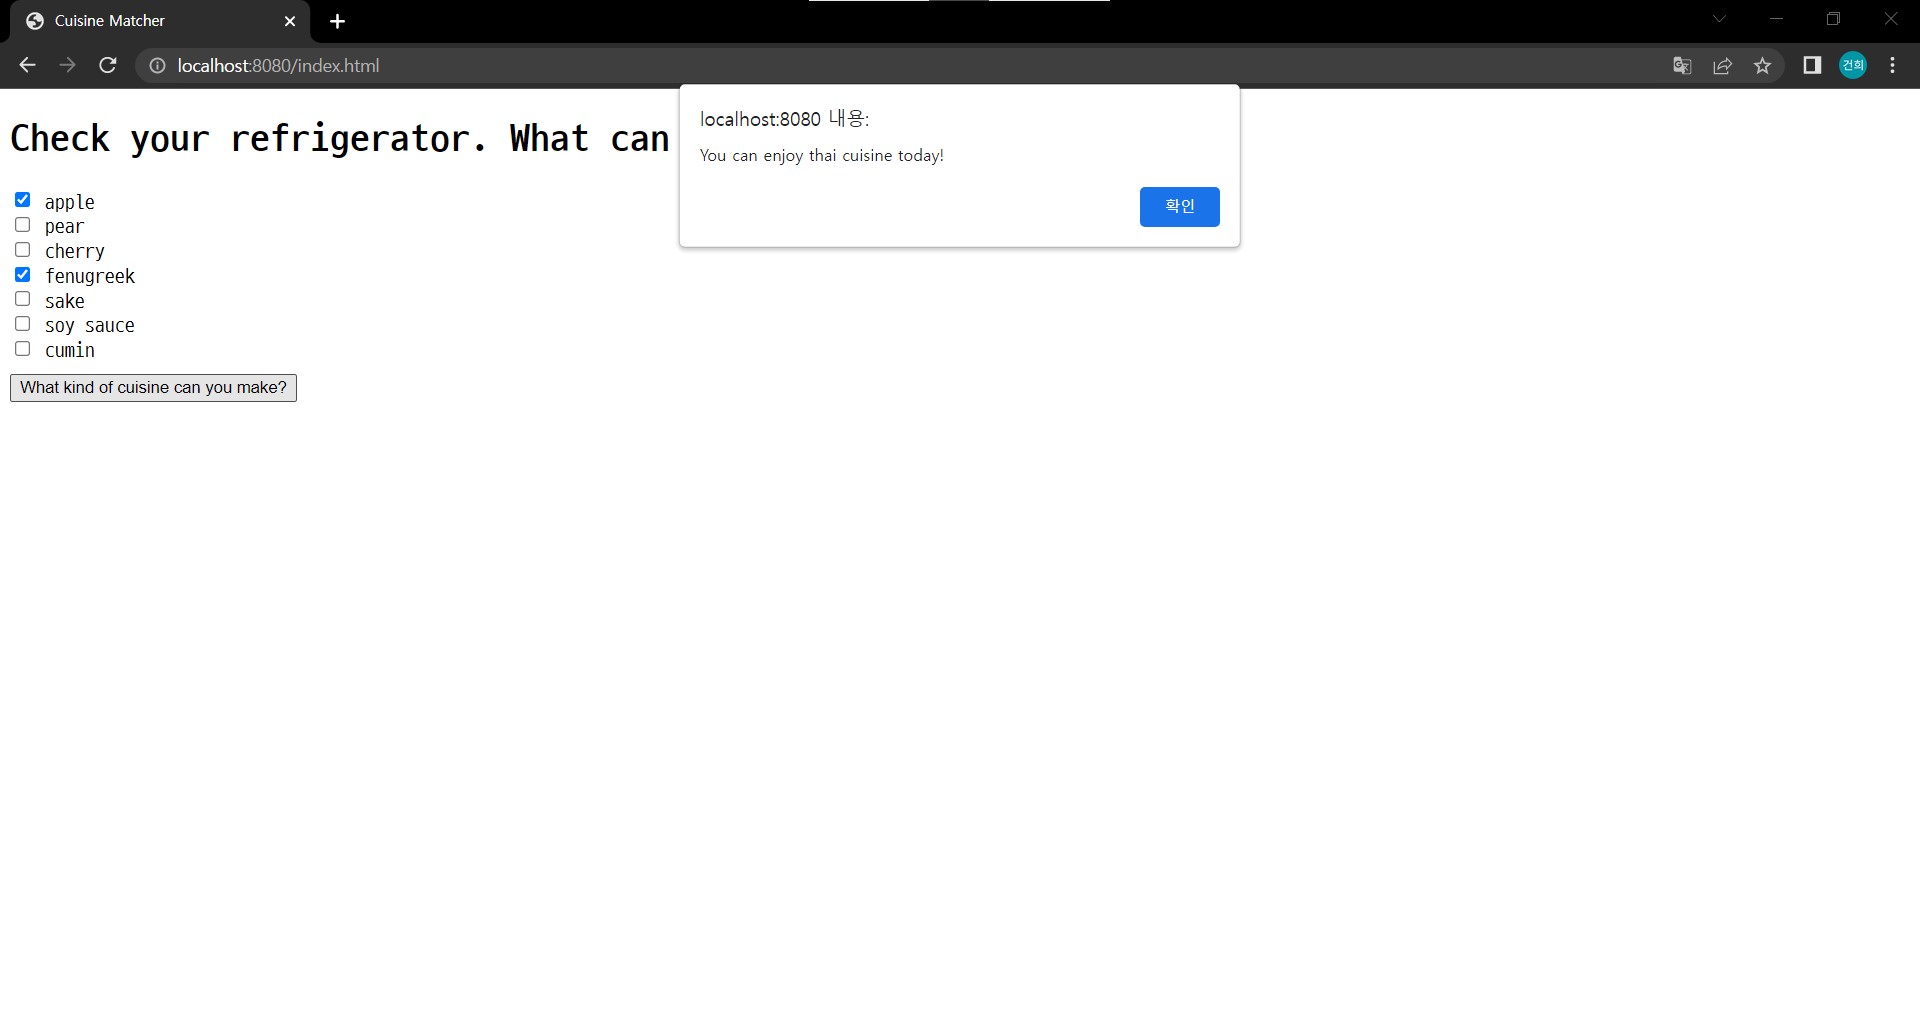 Cuisine Matcher
localhost:8080/index.html
건희
localhost:8080 내용:
You can enjoy thai cuisine today!
확인
Check your refrigerator. What can
apple
pear
cherry
fenugreek
sake
soy sauce
cumin
What kind of cuisine can you make?